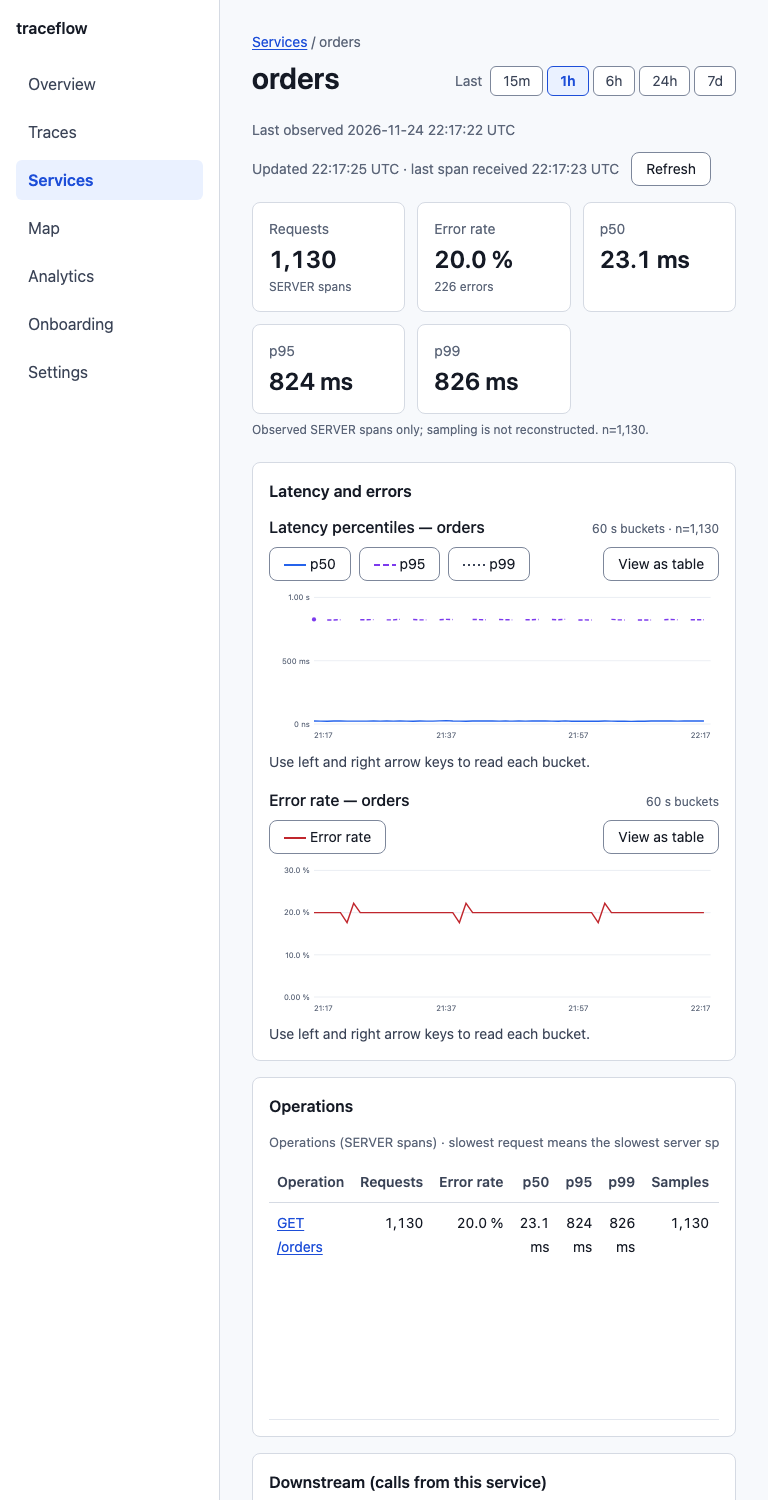 traceflow
Overview
Traces
Services
Map
Analytics
Onboarding
Settings
Services / orders
orders
Last 15m 1h 6h 24h 7d
Last observed 2026-11-24 22:17:22 UTC
Updated 22:17:25 UTC · last span received 22:17:23 UTC Refresh
Requests
1,130
SERVER spans
Error rate
20.0 %
226 errors
p50
23.1 ms
p95
824 ms
p99
826 ms
Observed SERVER spans only; sampling is not reconstructed. n=1,130.
Latency and errors
Latency percentiles — orders 60 s buckets · n=1,130
p50 p95 p99 View as table
1.00 s
500 ms
0 ns
21:17 21:37 21:57 22:17
Use left and right arrow keys to read each bucket.
Error rate — orders 60 s buckets
Error rate View as table
30.0 %
20.0 %
10.0 %
0.00 %
21:17 21:37 21:57 22:17
Use left and right arrow keys to read each bucket.
Operations
Operations (SERVER spans) · slowest request means the slowest server sp
Operation Requests Error rate p50 p95 p99 Samples
GET 1,130 20.0 % 23.1 824 826 1,130
/orders ms ms ms
Downstream (calls from this service)